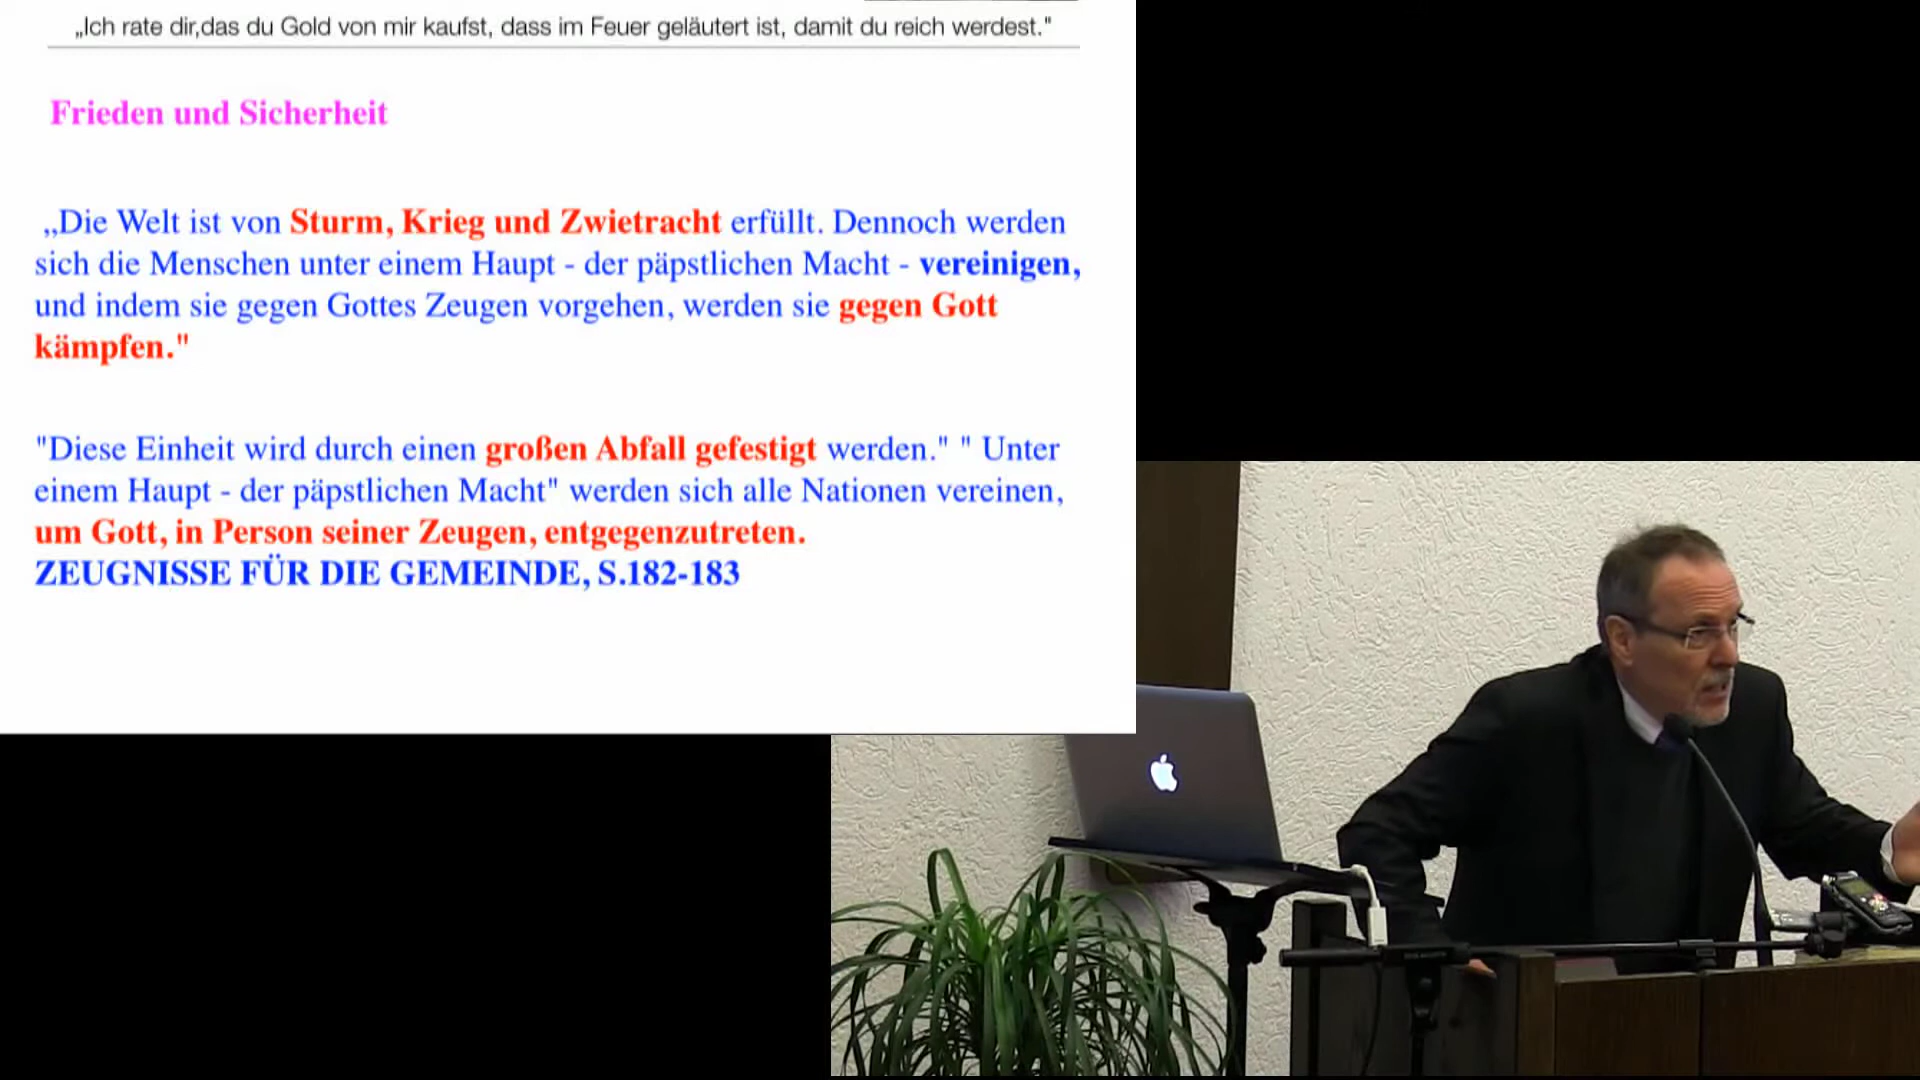 „Ich rate dir,das du Gold von mir kaufst, dass im Feuer geläutert ist, damit du reich werdest."
Frieden und Sicherheit
„Die Welt ist von Sturm, Krieg und Zwietracht erfüllt. Dennoch werden
sich die Menschen unter einem Haupt - der päpstlichen Macht - vereinigen,
und indem sie gegen Gottes Zeugen vorgehen, werden sie gegen Gott
kämpfen."
"Diese Einheit wird durch einen großen Abfall gefestigt werden." " Unter
einem Haupt - der päpstlichen Macht" werden sich alle Nationen vereinen,
um Gott, in Person seiner Zeugen, entgegenzutreten.
ZEUGNISSE FÜR DIE GEMEINDE, S.182-183